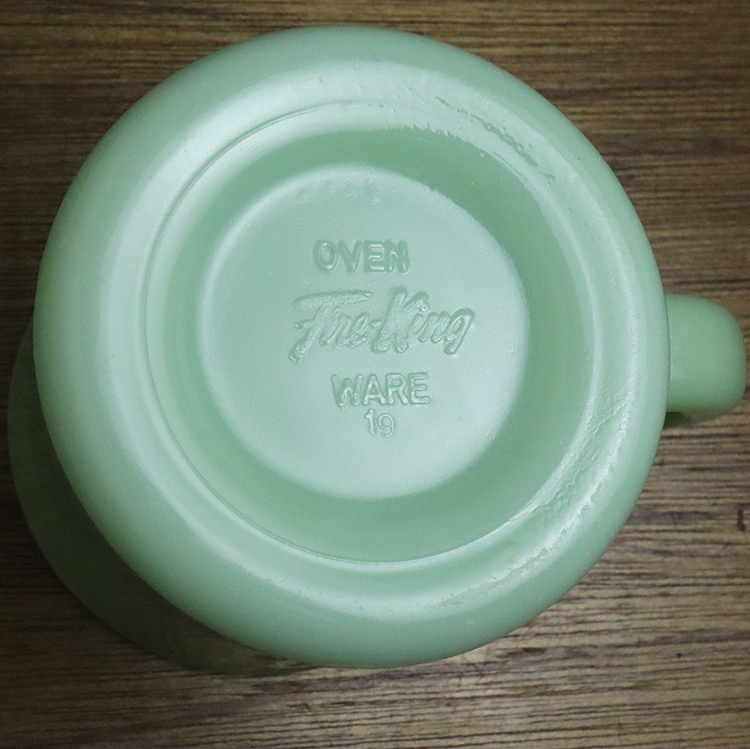 OVEN
Fire-King
WARE
19